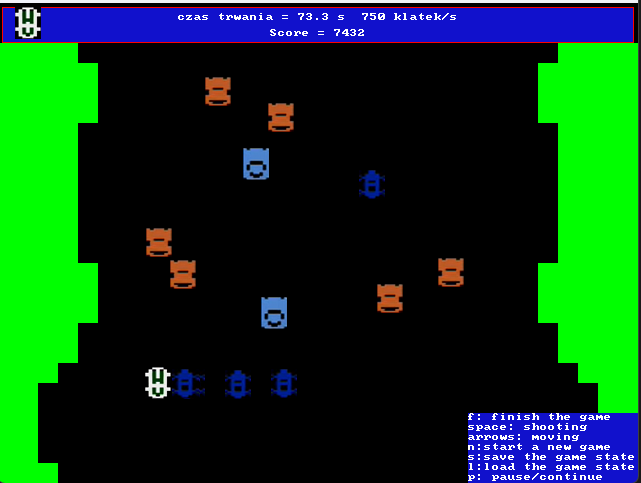 czas trwania = 73.3 s  750 klatek/s
Score = 7432
f: finish the game
space: shooting
arrows: moving
n:start a new game
s:save the game state
l:load the game state
p: pause/continue